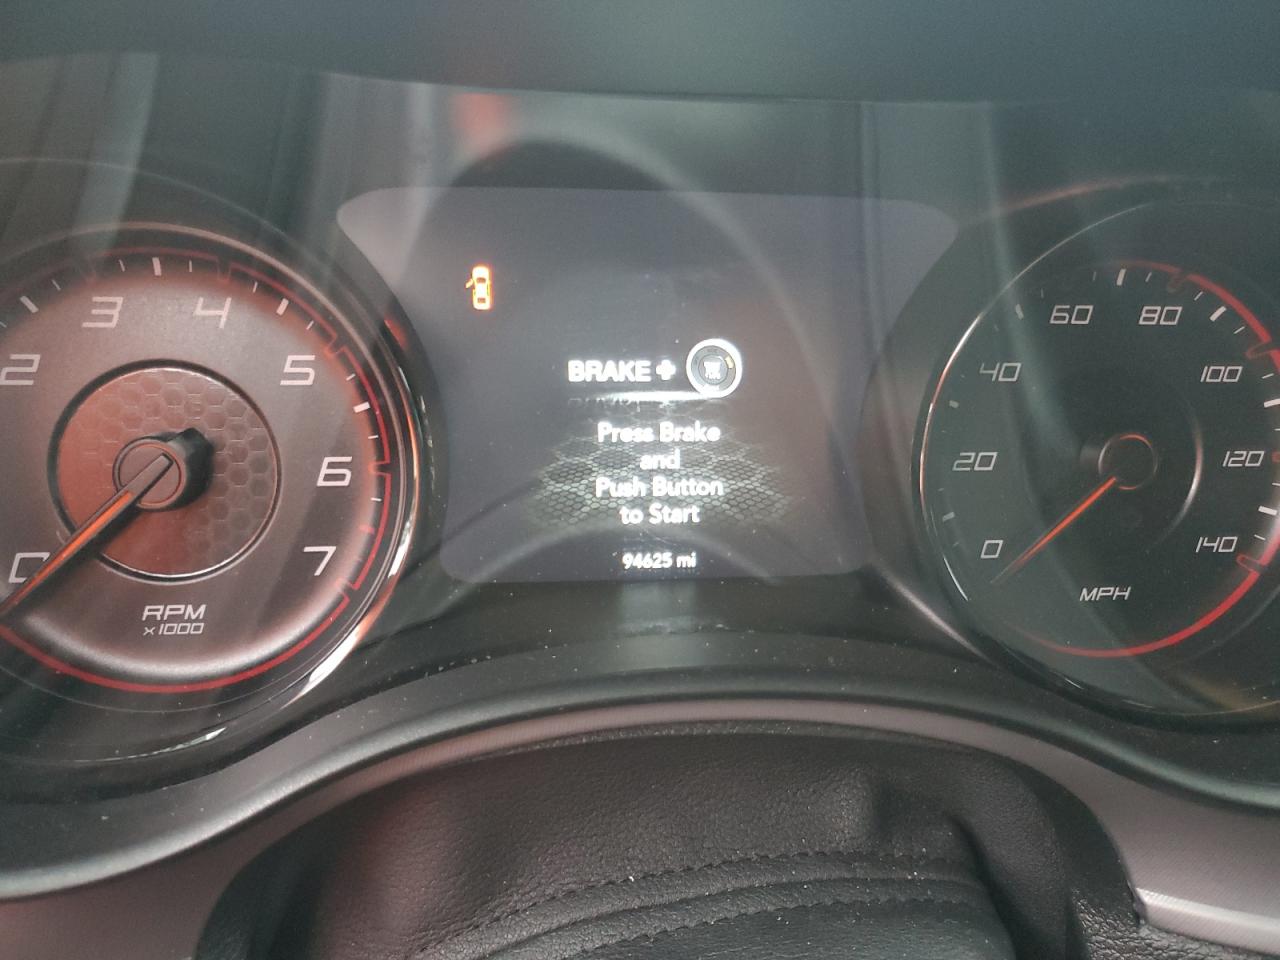 2
3
4
5
6
7
0
RPM
x1000
BRAKE +
Press Brake
and
Push Button
to Start
94625 mi
0
20
40
60
80
100
120
140
MPH